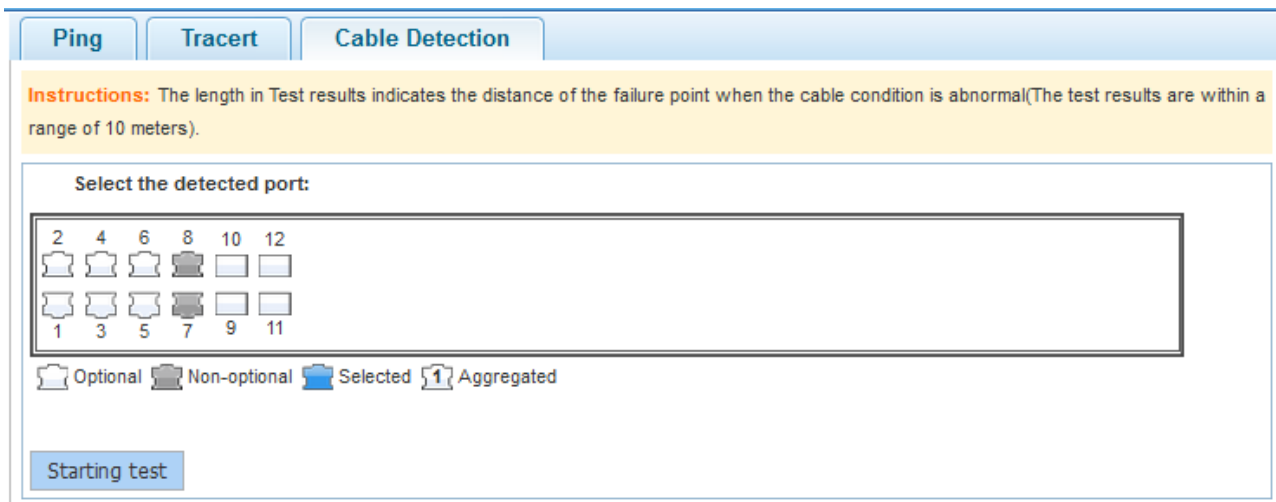 Ping Tracert Cable Detection
Instructions: The length in Test results indicates the distance of the failure point when the cable condition is abnormal(The test results are within a
range of 10 meters).
Select the detected port:
2 4 6 8 10 12
1 3 5 7 9 11
Optional Non-optional Selected 1 Aggregated
Starting test